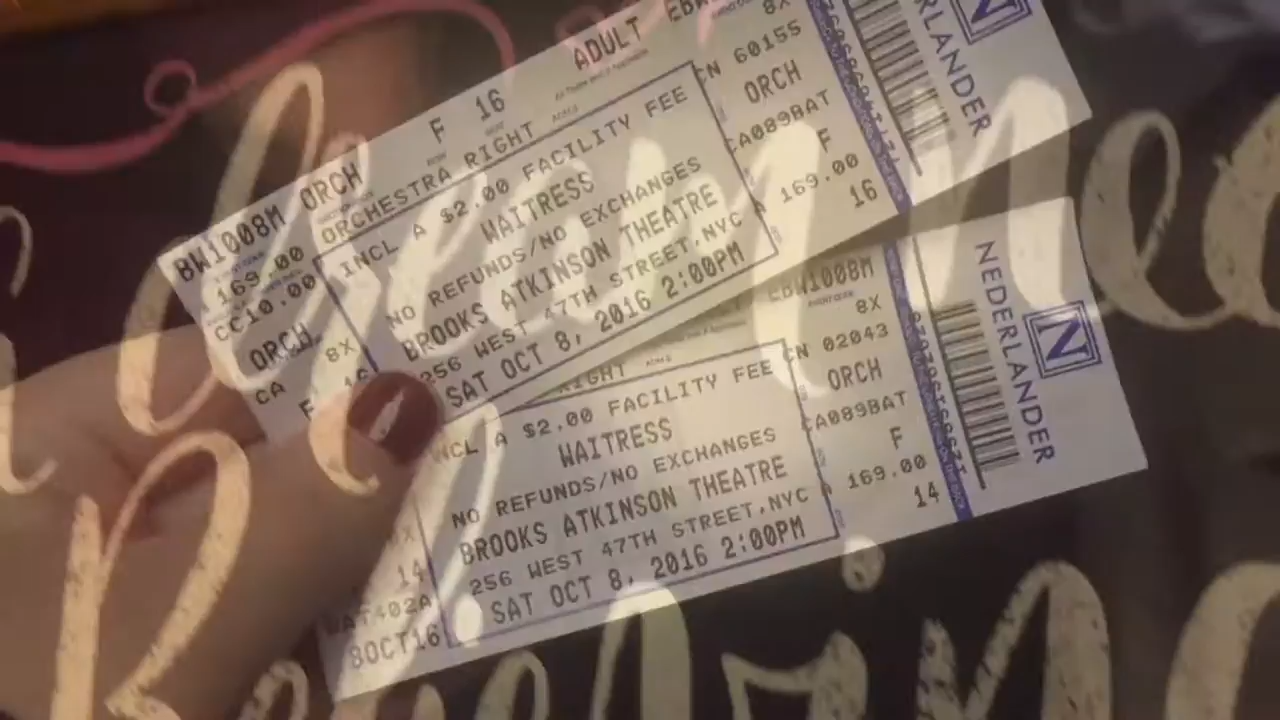 BW1008M ORCH F 16 ADULT
ORCHESTRA RIGHT
169.00 INCL A $2.00 FACILITY FEE
CC10.00 WAITRESS
NO REFUNDS/NO EXCHANGES
ORCH 8X BROOKS ATKINSON THEATRE
CA 256 WEST 47TH STREET,NYC
SAT OCT 8, 2016 2:00PM
8X
CN 60155
ORCH
CA089BAT
F
169.00
16
NEDERLANDER
N
RIGHT
INCL A $2.00 FACILITY FEE
WAITRESS
NO REFUNDS/NO EXCHANGES
BROOKS ATKINSON THEATRE
14 256 WEST 47TH STREET,NYC
8OCT16 SAT OCT 8, 2016 2:00PM
EBW1008M
8X
CN 02043
ORCH
CA089BAT
F
169.00
14
NEDERLANDER
N